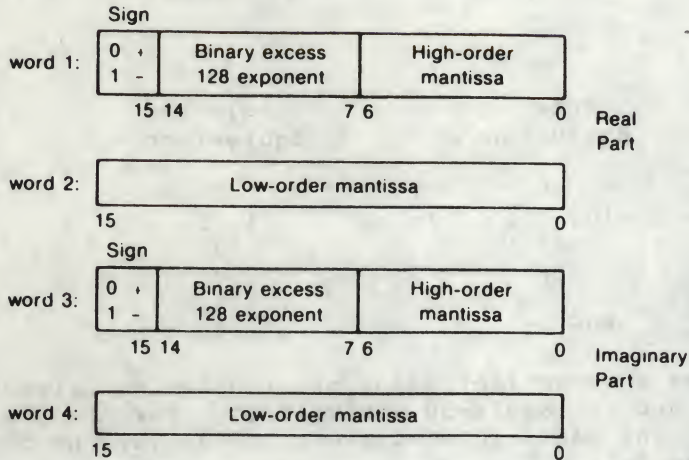 Sign
word 1: 0 + Binary excess High-order
1 - 128 exponent mantissa
15 14 7 6 0
Real
Part
word 2: Low-order mantissa
15 0
Sign
word 3: 0 + Binary excess High-order
1 - 128 exponent mantissa
15 14 7 6 0
Imaginary
Part
word 4: Low-order mantissa
15 0